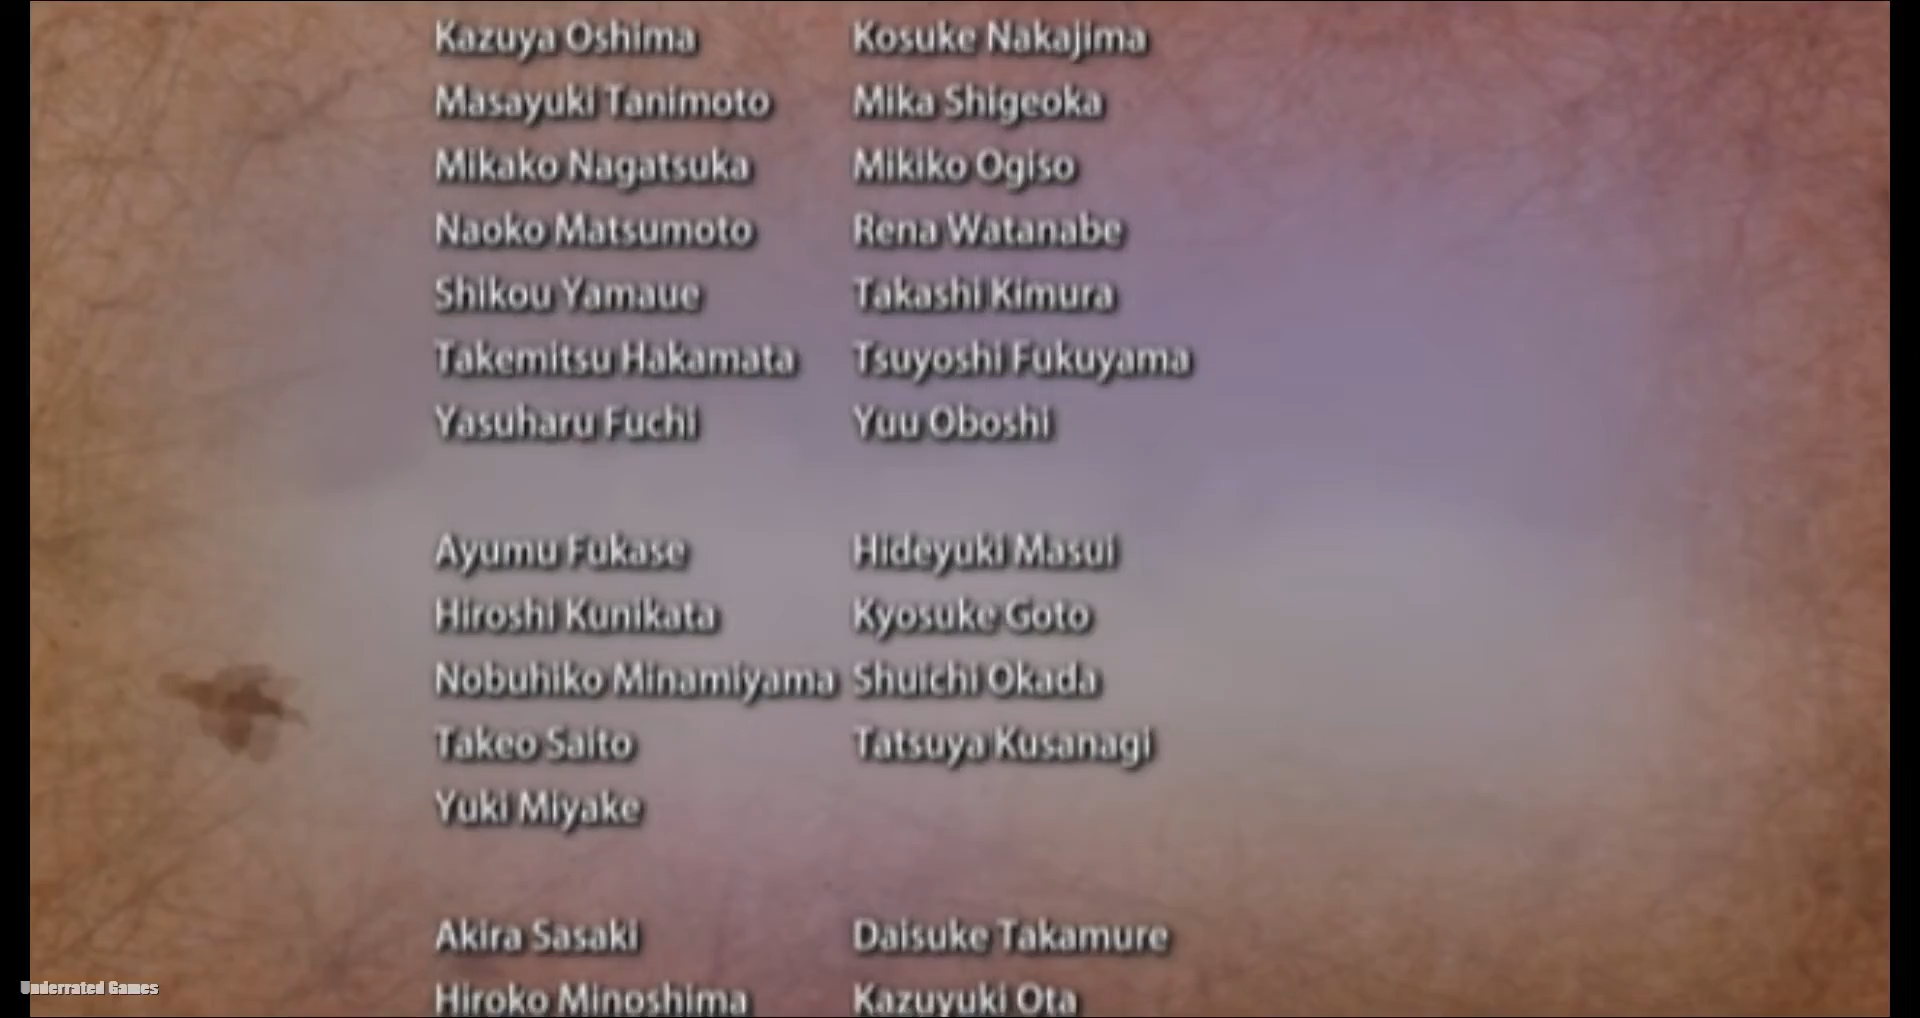 Kazuya Oshima Kosuke Nakajima
Masayuki Tanimoto Mika Shigeoka
Mikako Nagatsuka Mikiko Ogiso
Naoko Matsumoto Rena Watanabe
Shikou Yamaue Takashi Kimura
Takemitsu Hakamata Tsuyoshi Fukuyama
Yasuharu Fuchi Yuu Oboshi
Ayumu Fukase Hideyuki Masui
Hiroshi Kunikata Kyosuke Goto
Nobuhiko Minamiyama Shuichi Okada
Takeo Saito Tatsuya Kusanagi
Yuki Miyake
Akira Sasaki Daisuke Takamure
Underrated Games
Hiroko Minoshima Kazuyuki Ota